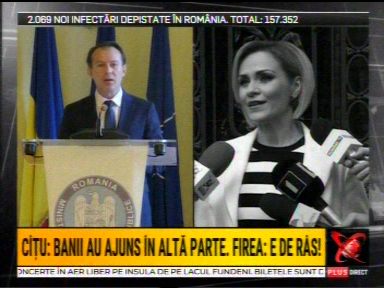 2.069 NOI INFECTĂRI DEPISTATE ÎN ROMÂNIA. TOTAL: 157.352
ROMANIA
CÎȚU: BANII AU AJUNS ÎN ALTĂ PARTE. FIREA: E DE RÂS!
CONCERTE ÎN AER LIBER PE INSULA DE PE LACUL FUNDENI. BILETELE SUNT C
PLUS DIRECT